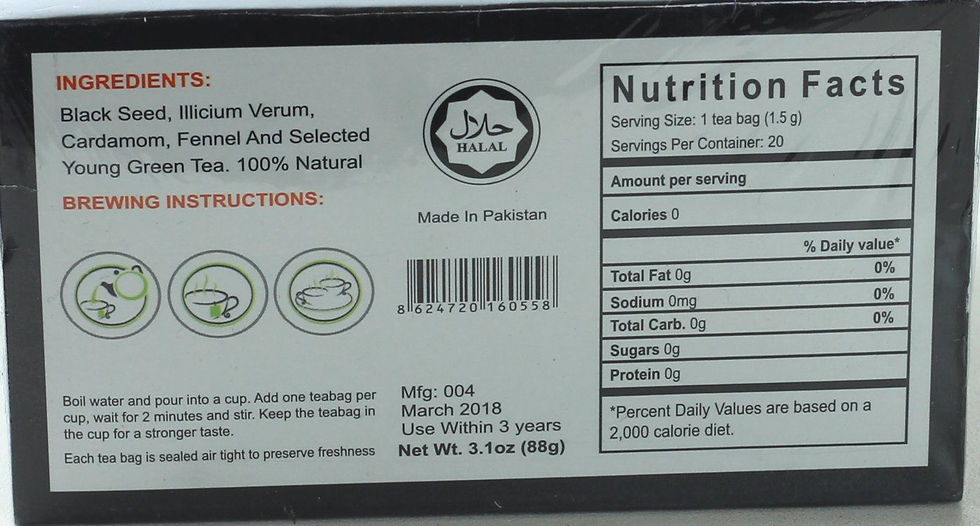 INGREDIENTS:
Black Seed, Illicium Verum,
Cardamom, Fennel And Selected
Young Green Tea. 100% Natural
BREWING INSTRUCTIONS:
Boil water and pour into a cup. Add one teabag per
cup, wait for 2 minutes and stir. Keep the teabag in
the cup for a stronger taste.
Each tea bag is sealed air tight to preserve freshness
حلال
HALAL
Made In Pakistan
8 624720 160558
Mfg: 004
March 2018
Use Within 3 years
Net Wt. 3.1oz (88g)
Nutrition Facts
Serving Size: 1 tea bag (1.5 g)
Servings Per Container: 20
Amount per serving
Calories 0
% Daily value*
Total Fat 0g 0%
Sodium 0mg 0%
Total Carb. 0g 0%
Sugars 0g
Protein 0g
*Percent Daily Values are based on a
2,000 calorie diet.